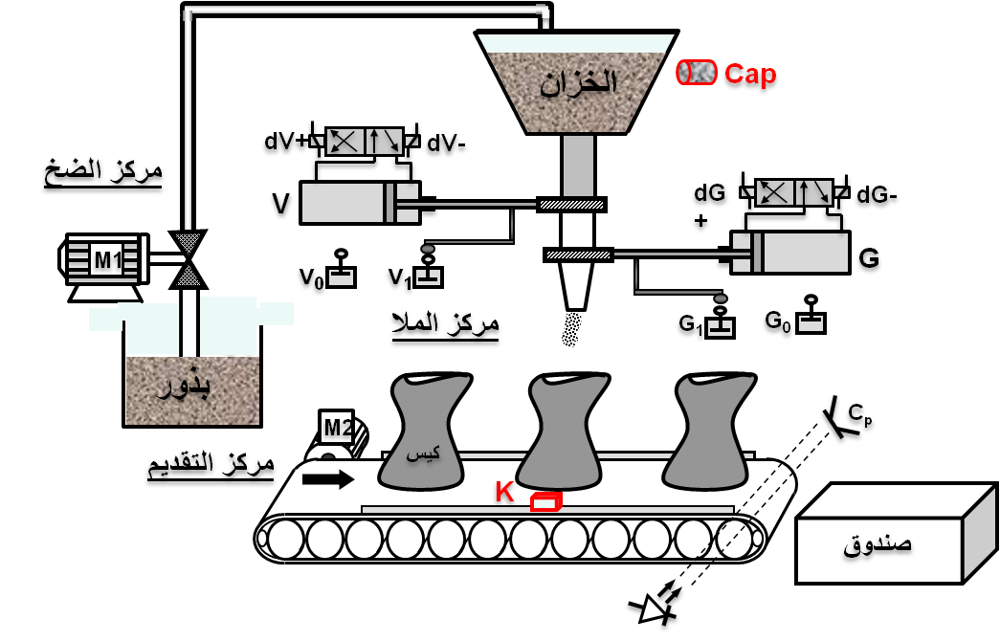 الخزان
Cap
dV+
dV-
مركز الضخ
V
dG
+
dG-
M1
G
V0
V1
G1
G0
مركز الملا
بذور
M2
Cp
كيس
مركز التقديم
K
صندوق